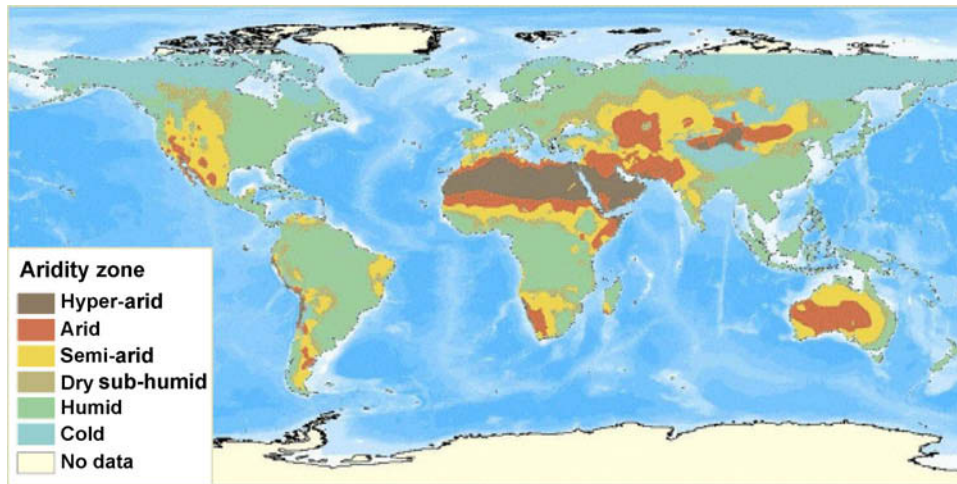 Aridity zone
Hyper-arid
Arid
Semi-arid
Dry sub-humid
Humid
Cold
No data